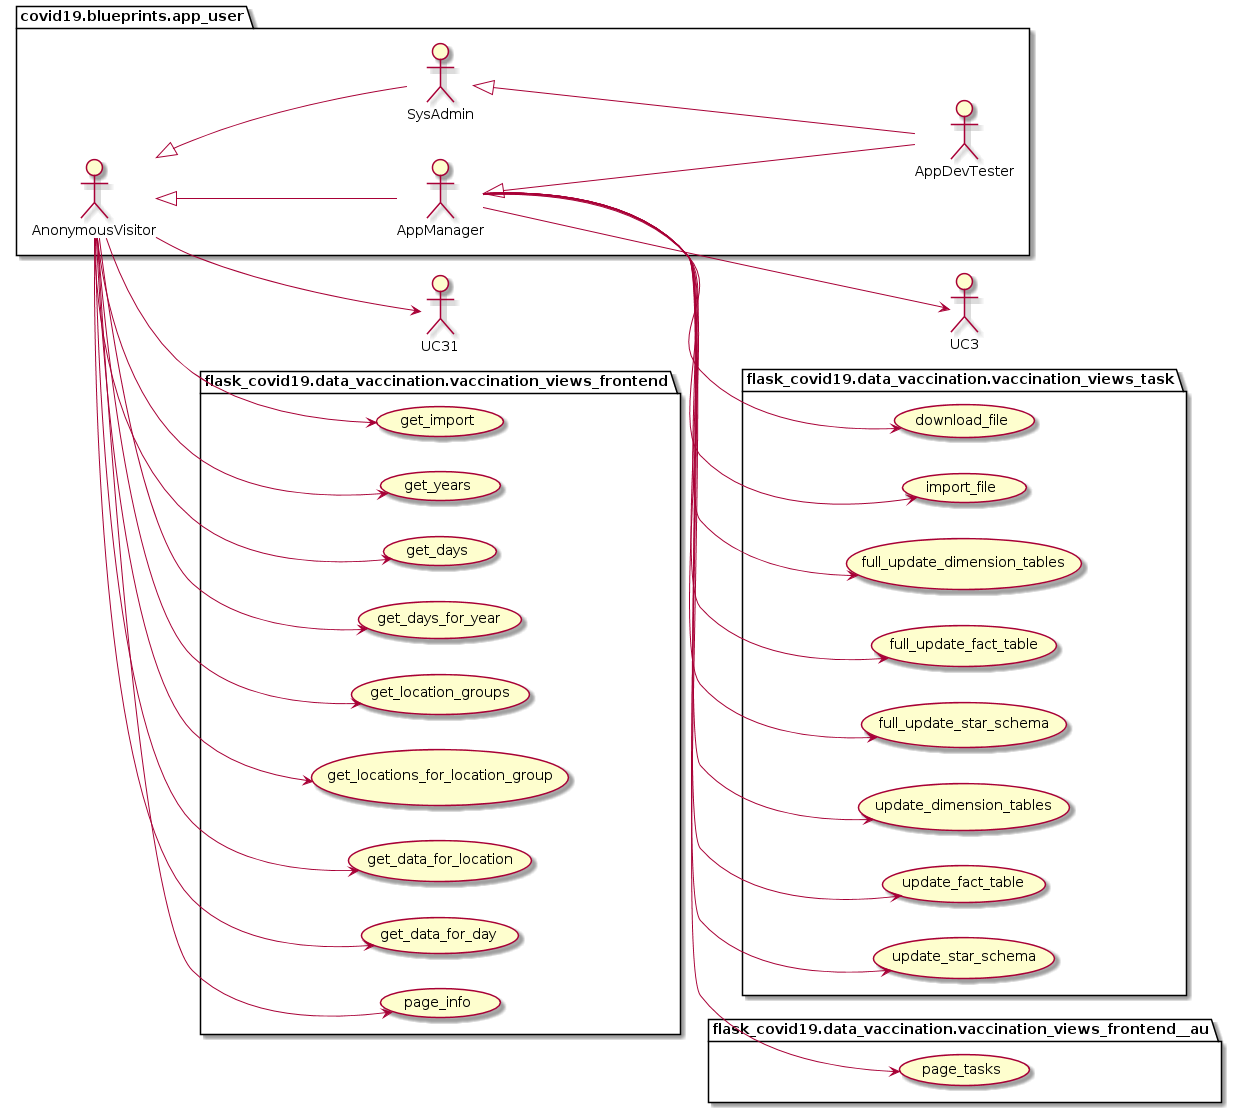 covid19.blueprints.app_user
SysAdmin
AppDevTester
AnonymousVisitor
AppManager
UC31
UC3
flask_covid19.data_vaccination.vaccination_views_frontend
get_import
get_years
get_days
get_days_for_year
get_location_groups
get_locations_for_location_group
get_data_for_location
get_data_for_day
page_info
flask_covid19.data_vaccination.vaccination_views_task
download_file
import_file
full_update_dimension_tables
full_update_fact_table
full_update_star_schema
update_dimension_tables
update_fact_table
update_star_schema
flask_covid19.data_vaccination.vaccination_views_frontend__au
page_tasks